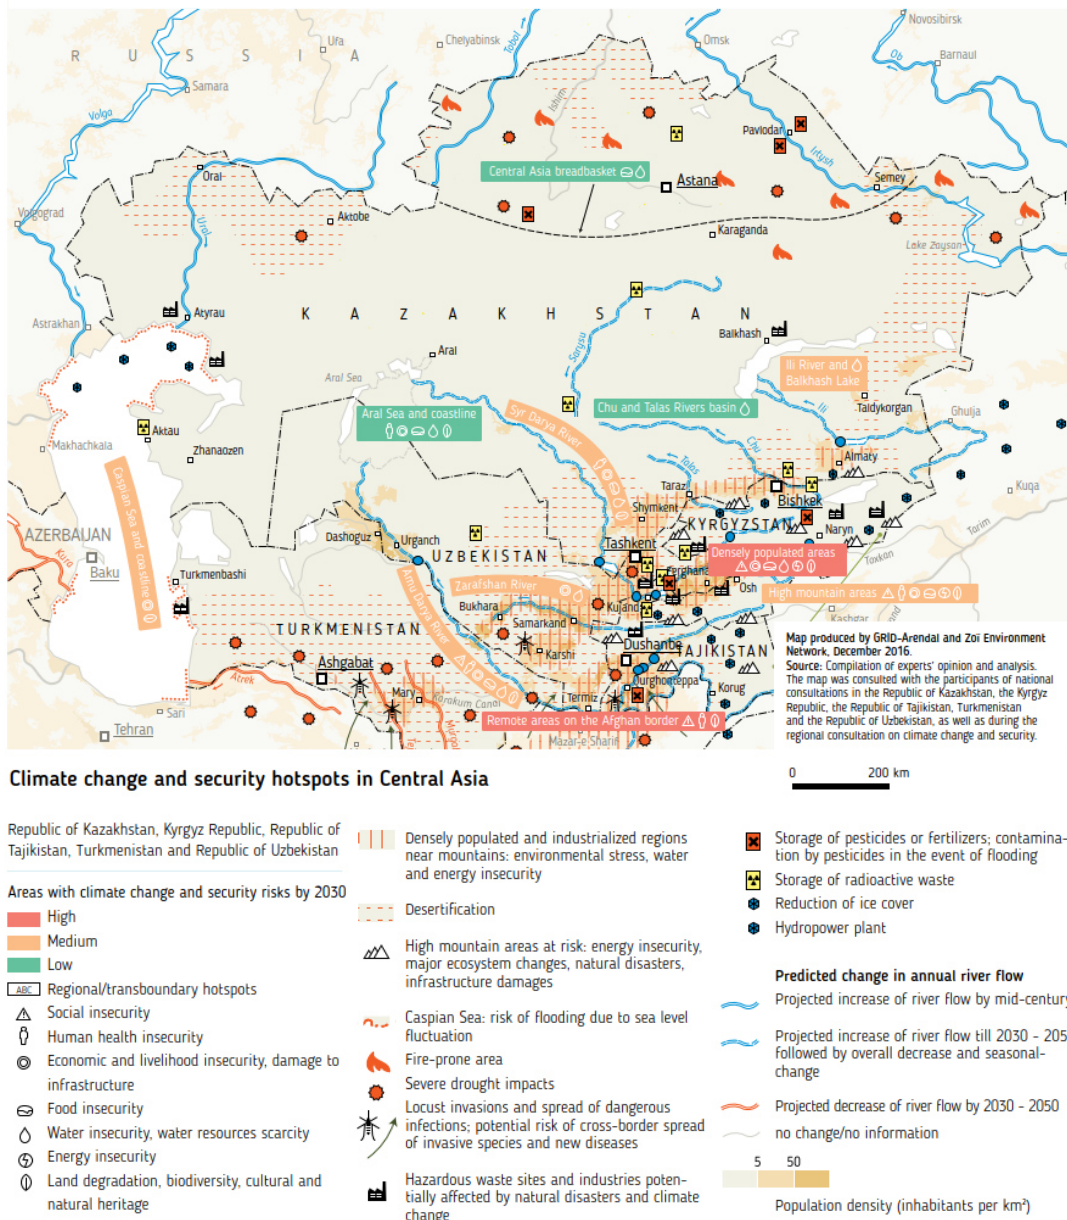 Novosibirsk
Chelyabinsk
Omsk
Ufa
Tobol
Ob
Barnaul
R U S S I A
Samara
Volga
Ishim
Pavlodar
Irtysh
Central Asia breadbasket
Oral
Astana
Semey
Volgograd
Aktobe
Ural
Karaganda
Lake Zaysan
Atyrau
K A Z A K H S T A N
Astrakhan
Balkhash
Sarysu
Aral
Ili River and
Balkhash Lake
Aral Sea
Syr Darya River
Taldykorgan
Aral Sea and coastline
Chu and Talas Rivers basin
Ili
Ghulja
Aktau
Makhachkala
Zhanaozen
Chu
Almaty
Talas
Taraz
Bishkek
Kuqa
Caspian Sea and coastline
Shymkent
KYRGYZSTAN
Naryn
Tarim
AZERBAIJAN
Dashoguz
Urganch
UZBEKISTAN
Tashkent
Densely populated areas
Toxkan
Kura
Baku
Turkmenbashi
Amu Darya River
Zarafshan River
Ferghana
Osh
High mountain areas
Bukhara
Kujand
Kashgar
Samarkand
TURKMENISTAN
Karshi
Dushanbe
TAJIKISTAN
Ashgabat
Atrek
Mary
Karakum Canal
Termiz
Qurghonteppa
Korug
Sari
Murgab
Remote areas on the Afghan border
Tehran
Mazar-e Sharif
Map produced by GRID-Arendal and Zoï Environment
Network, December 2016.
Source: Compilation of experts' opinion and analysis.
The map was consulted with the participants of national
consultations in the Republic of Kazakhstan, the Kyrgyz
Republic, the Republic of Tajikistan, Turkmenistan
and the Republic of Uzbekistan, as well as during the
regional consultation on climate change and security.
Climate change and security hotspots in Central Asia
0 200 km
Republic of Kazakhstan, Kyrgyz Republic, Republic of
Tajikistan, Turkmenistan and Republic of Uzbekistan
Areas with climate change and security risks by 2030
High
Medium
Low
ABC Regional/transboundary hotspots
Social insecurity
Human health insecurity
Economic and livelihood insecurity, damage to
infrastructure
Food insecurity
Water insecurity, water resources scarcity
Energy insecurity
Land degradation, biodiversity, cultural and
natural heritage
Densely populated and industrialized regions
near mountains: environmental stress, water
and energy insecurity
Desertification
High mountain areas at risk: energy insecurity,
major ecosystem changes, natural disasters,
infrastructure damages
Caspian Sea: risk of flooding due to sea level
fluctuation
Fire-prone area
Severe drought impacts
Locust invasions and spread of dangerous
infections; potential risk of cross-border spread
of invasive species and new diseases
Hazardous waste sites and industries poten-
tially affected by natural disasters and climate
change
Storage of pesticides or fertilizers; contamina-
tion by pesticides in the event of flooding
Storage of radioactive waste
Reduction of ice cover
Hydropower plant
Predicted change in annual river flow
Projected increase of river flow by mid-century
Projected increase of river flow till 2030 - 205
followed by overall decrease and seasonal-
change
Projected decrease of river flow by 2030 - 2050
no change/no information
5 50
Population density (inhabitants per km²)